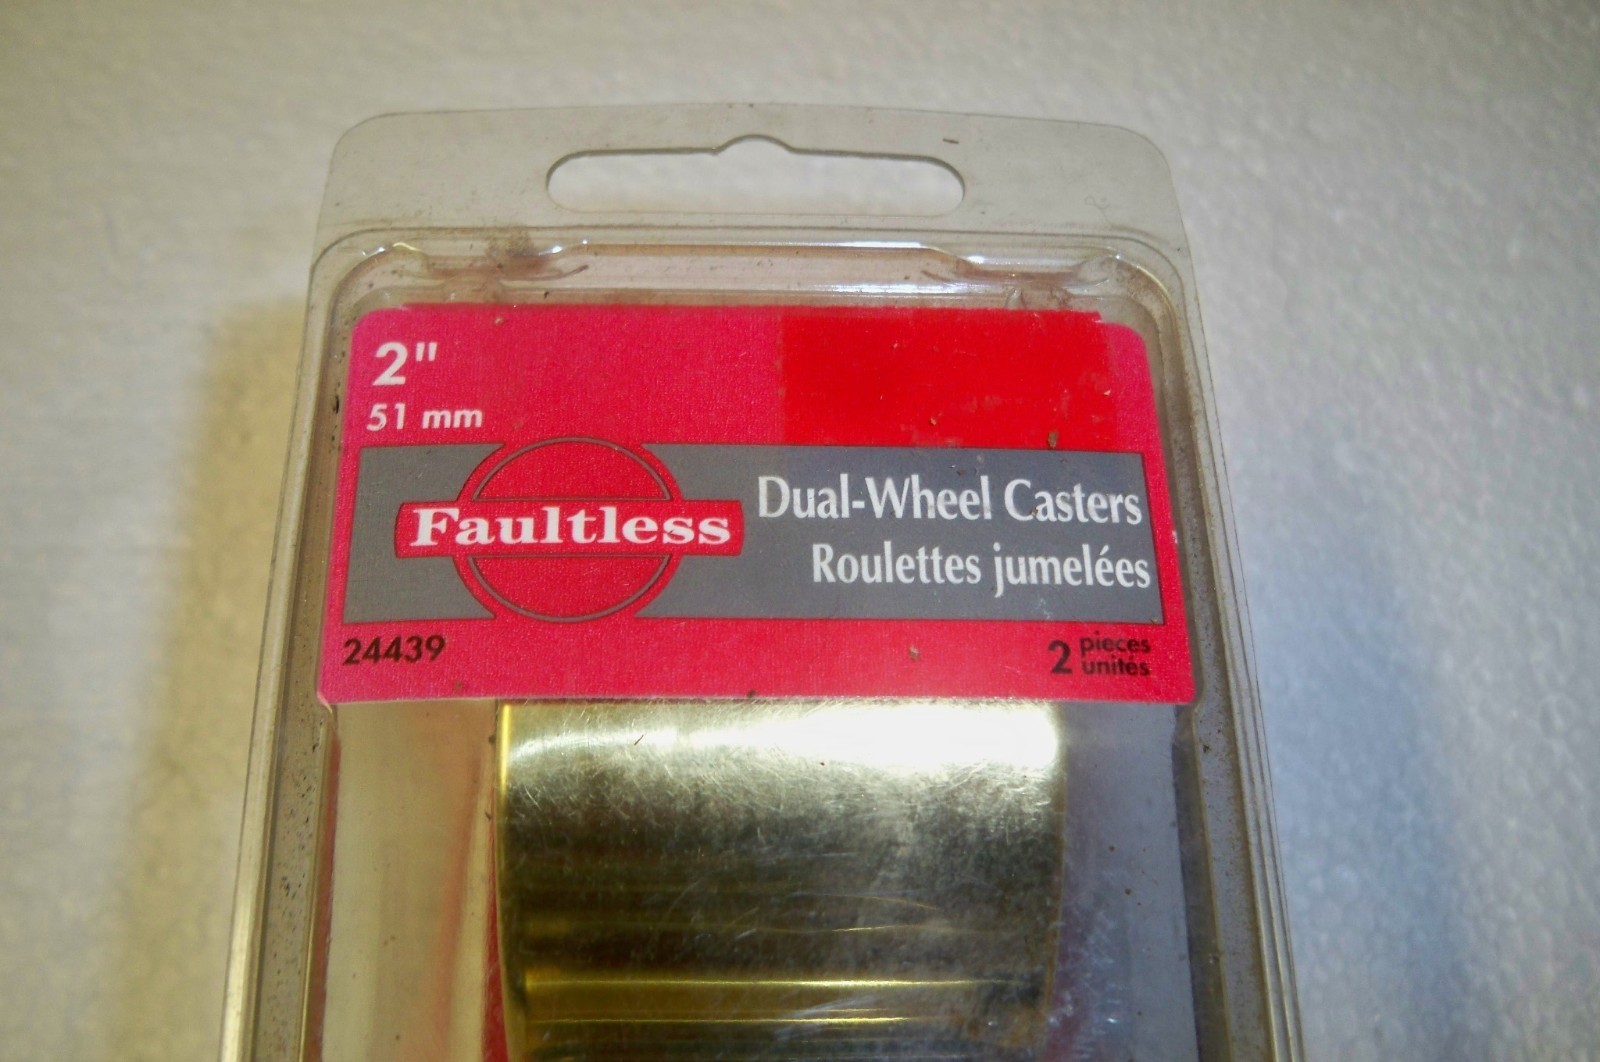 2"
51 mm
Faultless
Dual-Wheel Casters
Roulettes jumelées
24439
2 pieces
unités